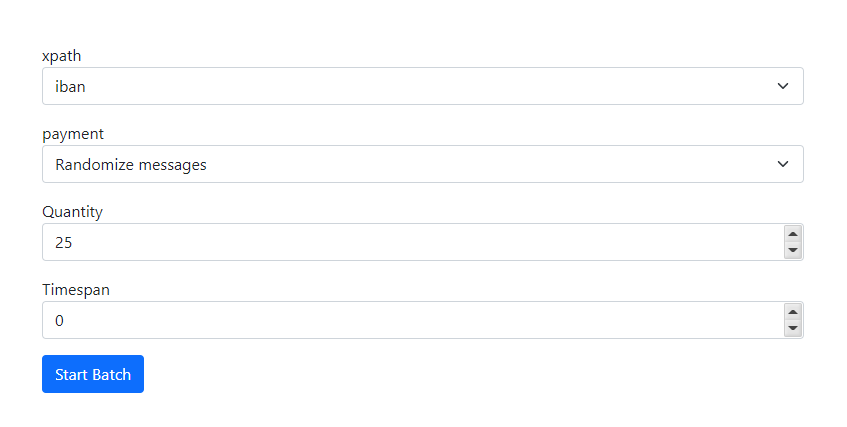 xpath
iban
payment
Randomize messages
Quantity
25
Timespan
0
Start Batch